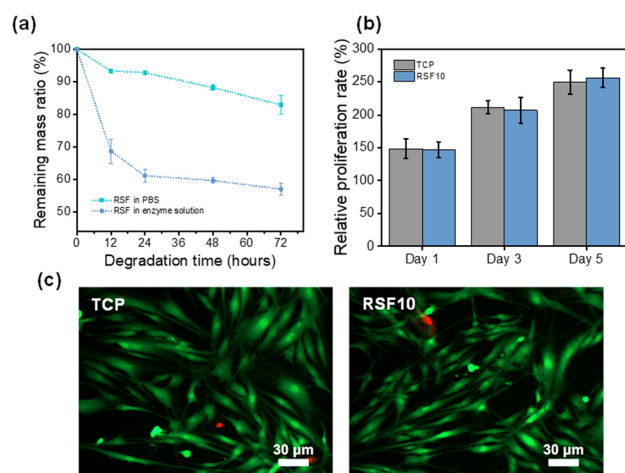 (a)
Remaining mass ratio (%)
100
90
80
70
60
50
RSF in PBS
RSF in enzyme solution
0
12
24
36
48
60
72
Degradation time (hours)
(b)
Relative proliferation rate (%)
300
250
200
150
100
50
0
TCP
RSF10
Day 1
Day 3
Day 5
(c)
TCP
30 µm
RSF10
30 µm